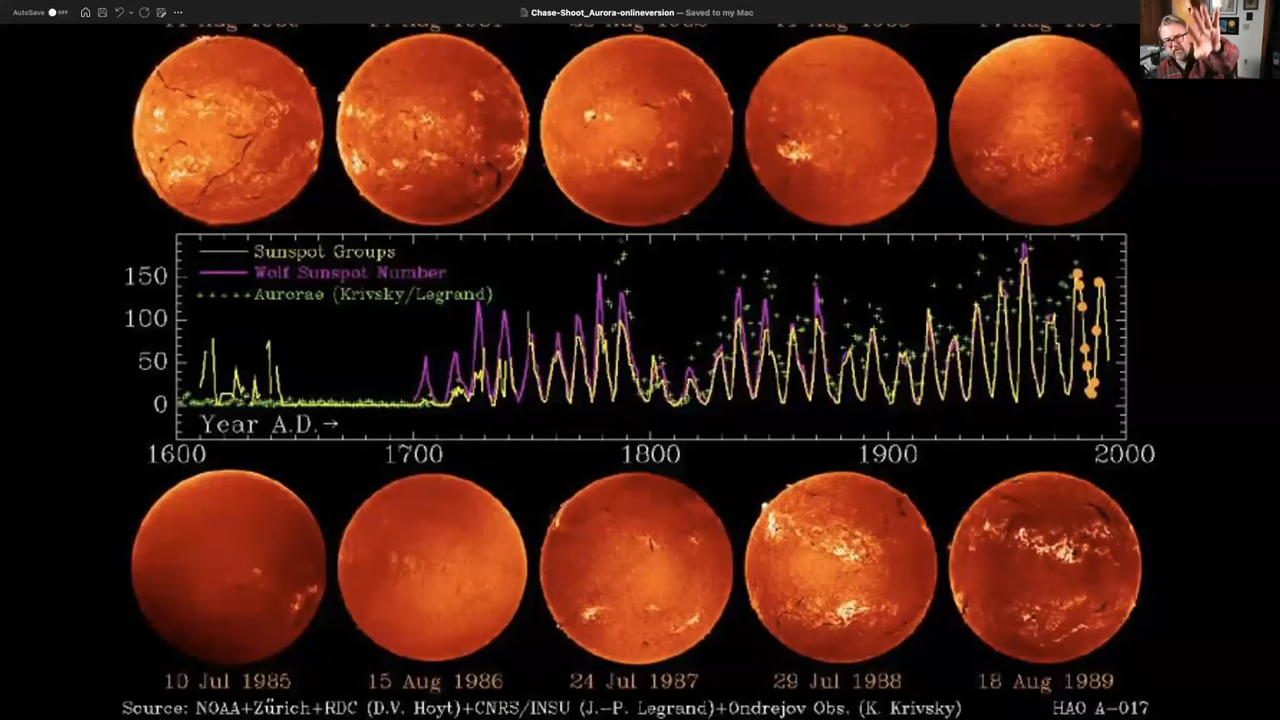 AutoSave OFF
Chase-Shoot_Aurora-onlineversion — Saved to my Mac
Sunspot Groups
Wolf Sunspot Number
Aurorae (Krivsky/Legrand)
150
100
50
0
Year A.D.→
1600 1700 1800 1900 2000
10 Jul 1985 15 Aug 1986 24 Jul 1987 29 Jul 1988 18 Aug 1989
Source: NOAA+Zürich+RDC (D.V. Hoyt)+CNRS/INSU (J.-P. Legrand)+Ondrejov Obs. (K. Krivsky) HAO A-017